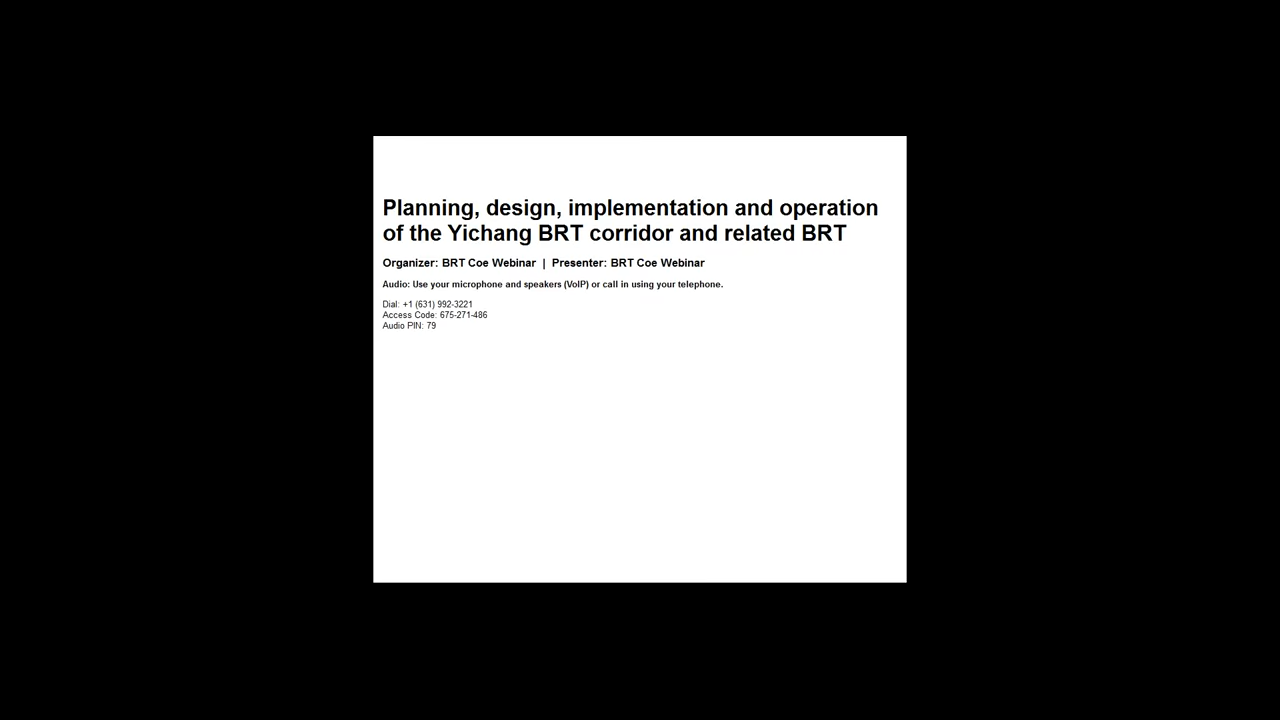 Planning, design, implementation and operation
of the Yichang BRT corridor and related BRT
Organizer: BRT Coe Webinar | Presenter: BRT Coe Webinar
Audio: Use your microphone and speakers (VoIP) or call in using your telephone.
Dial: +1 (631) 992-3221
Access Code: 675-271-486
Audio PIN: 79